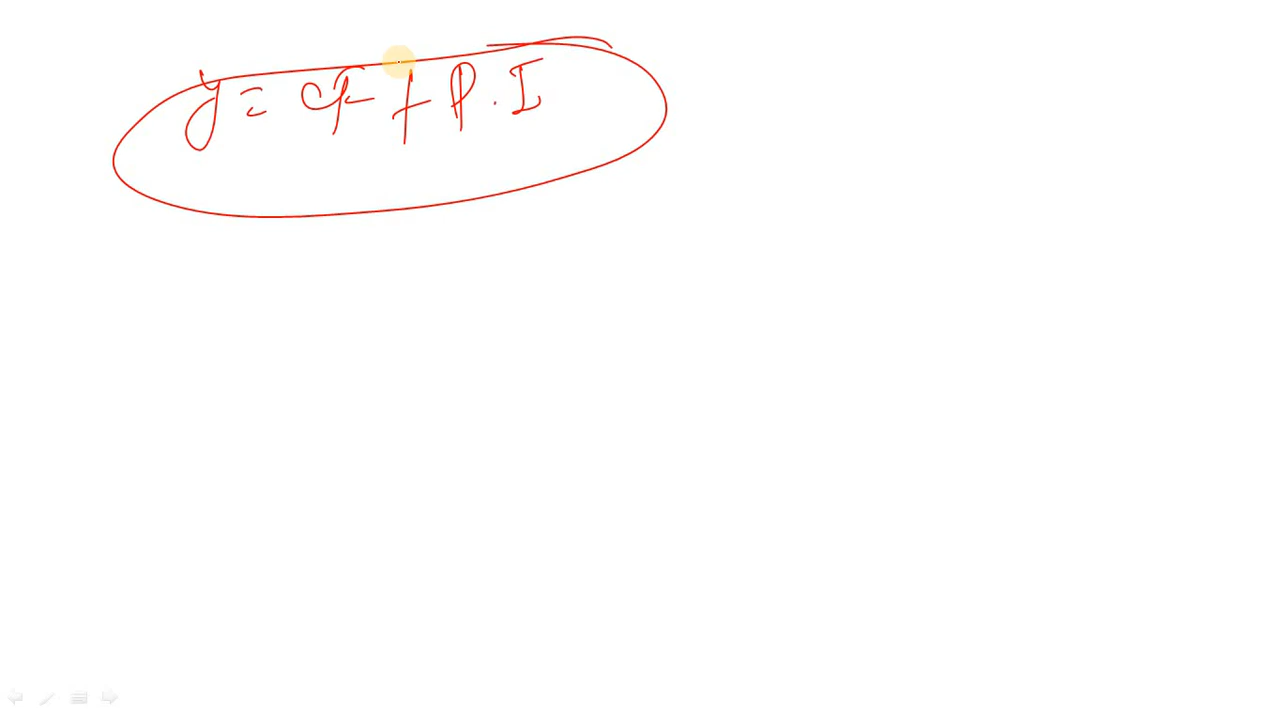 y = CF + P.I